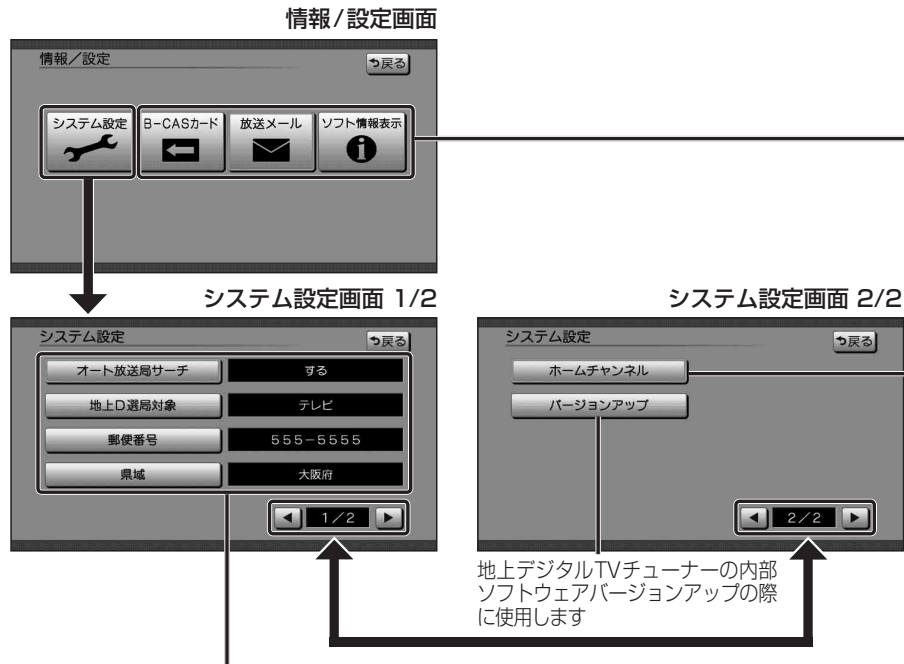 情報/設定画面
情報／設定
戻る
システム設定
B-CASカード
放送メール
ソフト情報表示
システム設定画面 1/2
システム設定
戻る
オート放送局サーチ
する
地上D選局対象
テレビ
郵便番号
555-5555
県域
大阪府
1／2
システム設定画面 2/2
システム設定
戻る
ホームチャンネル
バージョンアップ
2／2
地上デジタルTVチューナーの内部
ソフトウェアバージョンアップの際
に使用します